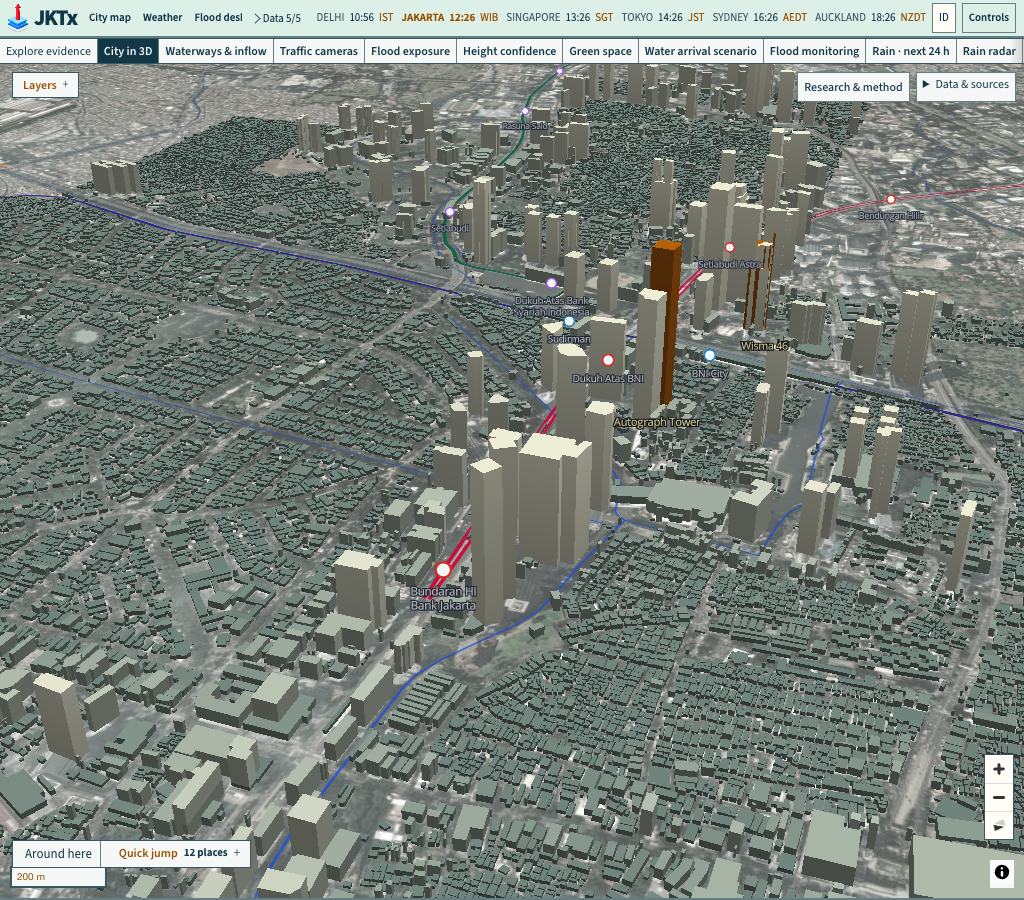 JKTx
City map
Weather
Flood desl
Data 5/5
DELHI 10:56 IST
JAKARTA 12:26 WIB
SINGAPORE 13:26 SGT
TOKYO 14:26 JST
SYDNEY 16:26 AEDT
AUCKLAND 18:26 NZDT
ID
Controls
Explore evidence
City in 3D
Waterways & inflow
Traffic cameras
Flood exposure
Height confidence
Green space
Water arrival scenario
Flood monitoring
Rain · next 24 h
Rain radar
Layers +
Research & method
▶ Data & sources
Rasuna Said
Bendungan Hili
Setiabudi
Setiabudi Astra
Dukuh Atas Bank
Syariah Indonesia
Sudirman
Wisma 46
BNI City
Dukuh Atas BNI
Autograph Tower
Bundaran HI
Bank Jakarta
+
−
Around here
Quick jump 12 places +
200 m